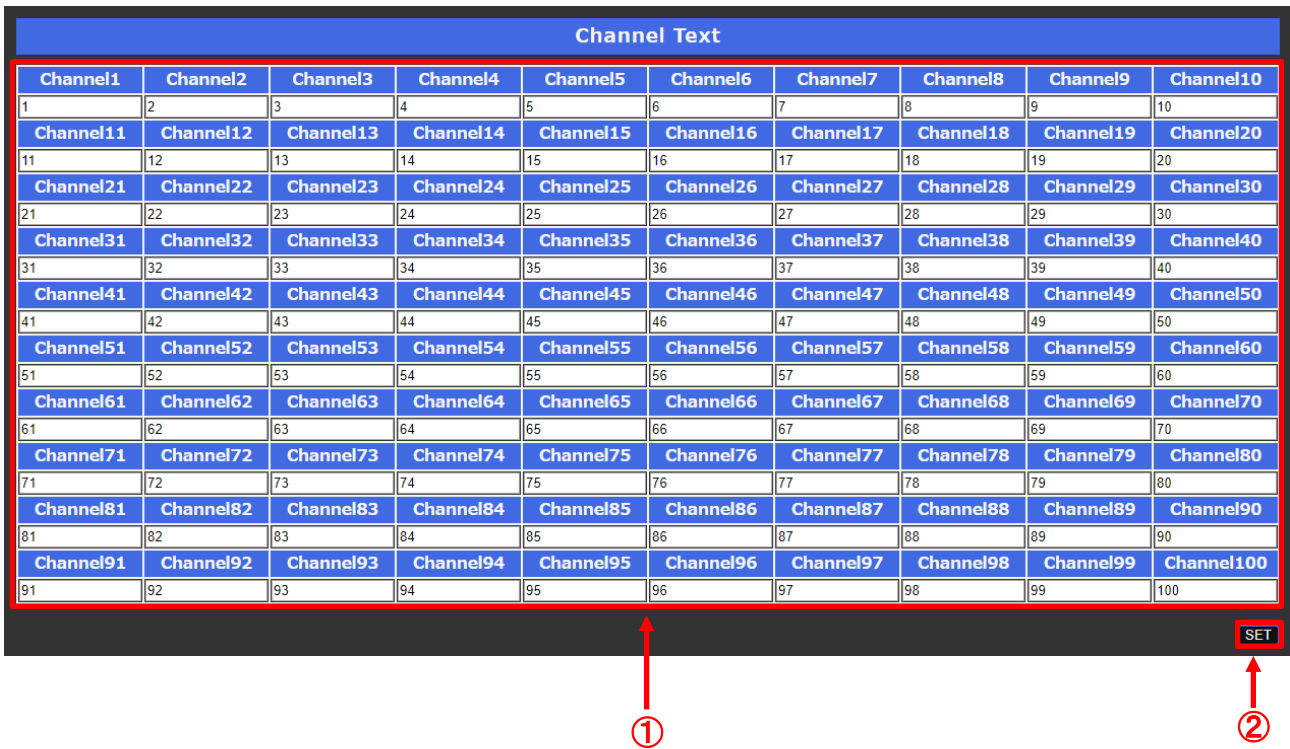 Channel Text
Channel1 Channel2 Channel3 Channel4 Channel5 Channel6 Channel7 Channel8 Channel9 Channel10
1 2 3 4 5 6 7 8 9 10
Channel11 Channel12 Channel13 Channel14 Channel15 Channel16 Channel17 Channel18 Channel19 Channel20
11 12 13 14 15 16 17 18 19 20
Channel21 Channel22 Channel23 Channel24 Channel25 Channel26 Channel27 Channel28 Channel29 Channel30
21 22 23 24 25 26 27 28 29 30
Channel31 Channel32 Channel33 Channel34 Channel35 Channel36 Channel37 Channel38 Channel39 Channel40
31 32 33 34 35 36 37 38 39 40
Channel41 Channel42 Channel43 Channel44 Channel45 Channel46 Channel47 Channel48 Channel49 Channel50
41 42 43 44 45 46 47 48 49 50
Channel51 Channel52 Channel53 Channel54 Channel55 Channel56 Channel57 Channel58 Channel59 Channel60
51 52 53 54 55 56 57 58 59 60
Channel61 Channel62 Channel63 Channel64 Channel65 Channel66 Channel67 Channel68 Channel69 Channel70
61 62 63 64 65 66 67 68 69 70
Channel71 Channel72 Channel73 Channel74 Channel75 Channel76 Channel77 Channel78 Channel79 Channel80
71 72 73 74 75 76 77 78 79 80
Channel81 Channel82 Channel83 Channel84 Channel85 Channel86 Channel87 Channel88 Channel89 Channel90
81 82 83 84 85 86 87 88 89 90
Channel91 Channel92 Channel93 Channel94 Channel95 Channel96 Channel97 Channel98 Channel99 Channel100
91 92 93 94 95 96 97 98 99 100
SET
① ②